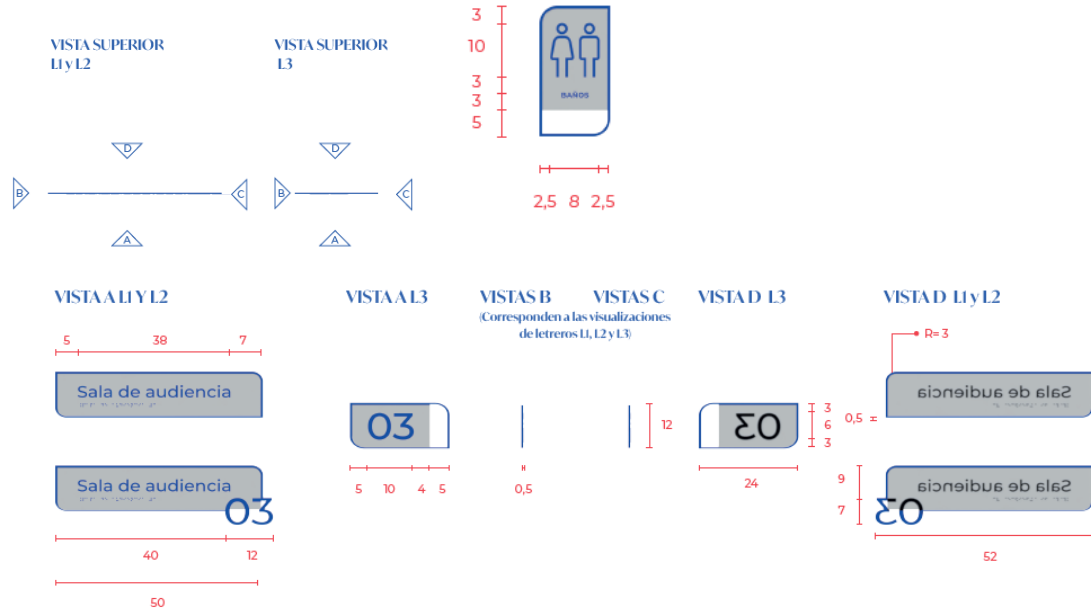 3
10
3
3
5
BAÑOS
2,5 8 2,5
VISTA SUPERIOR
L1 y L2
VISTA SUPERIOR
L3
D
B
C
A
D
B
C
A
VISTA A L1 Y L2
5 38 7
Sala de audiencia
Sala de audiencia
03
40 12
50
VISTA A L3
03
5 10 4 5
VISTAS B
VISTAS C
(Corresponden a las visualizaciones
de letreros L1, L2 y L3)
0,5
12
VISTA D L3
03
3
6
3
24
VISTA D L1 y L2
R= 3
Sala de audiencia
0,5
9
7
Sala de audiencia
03
52